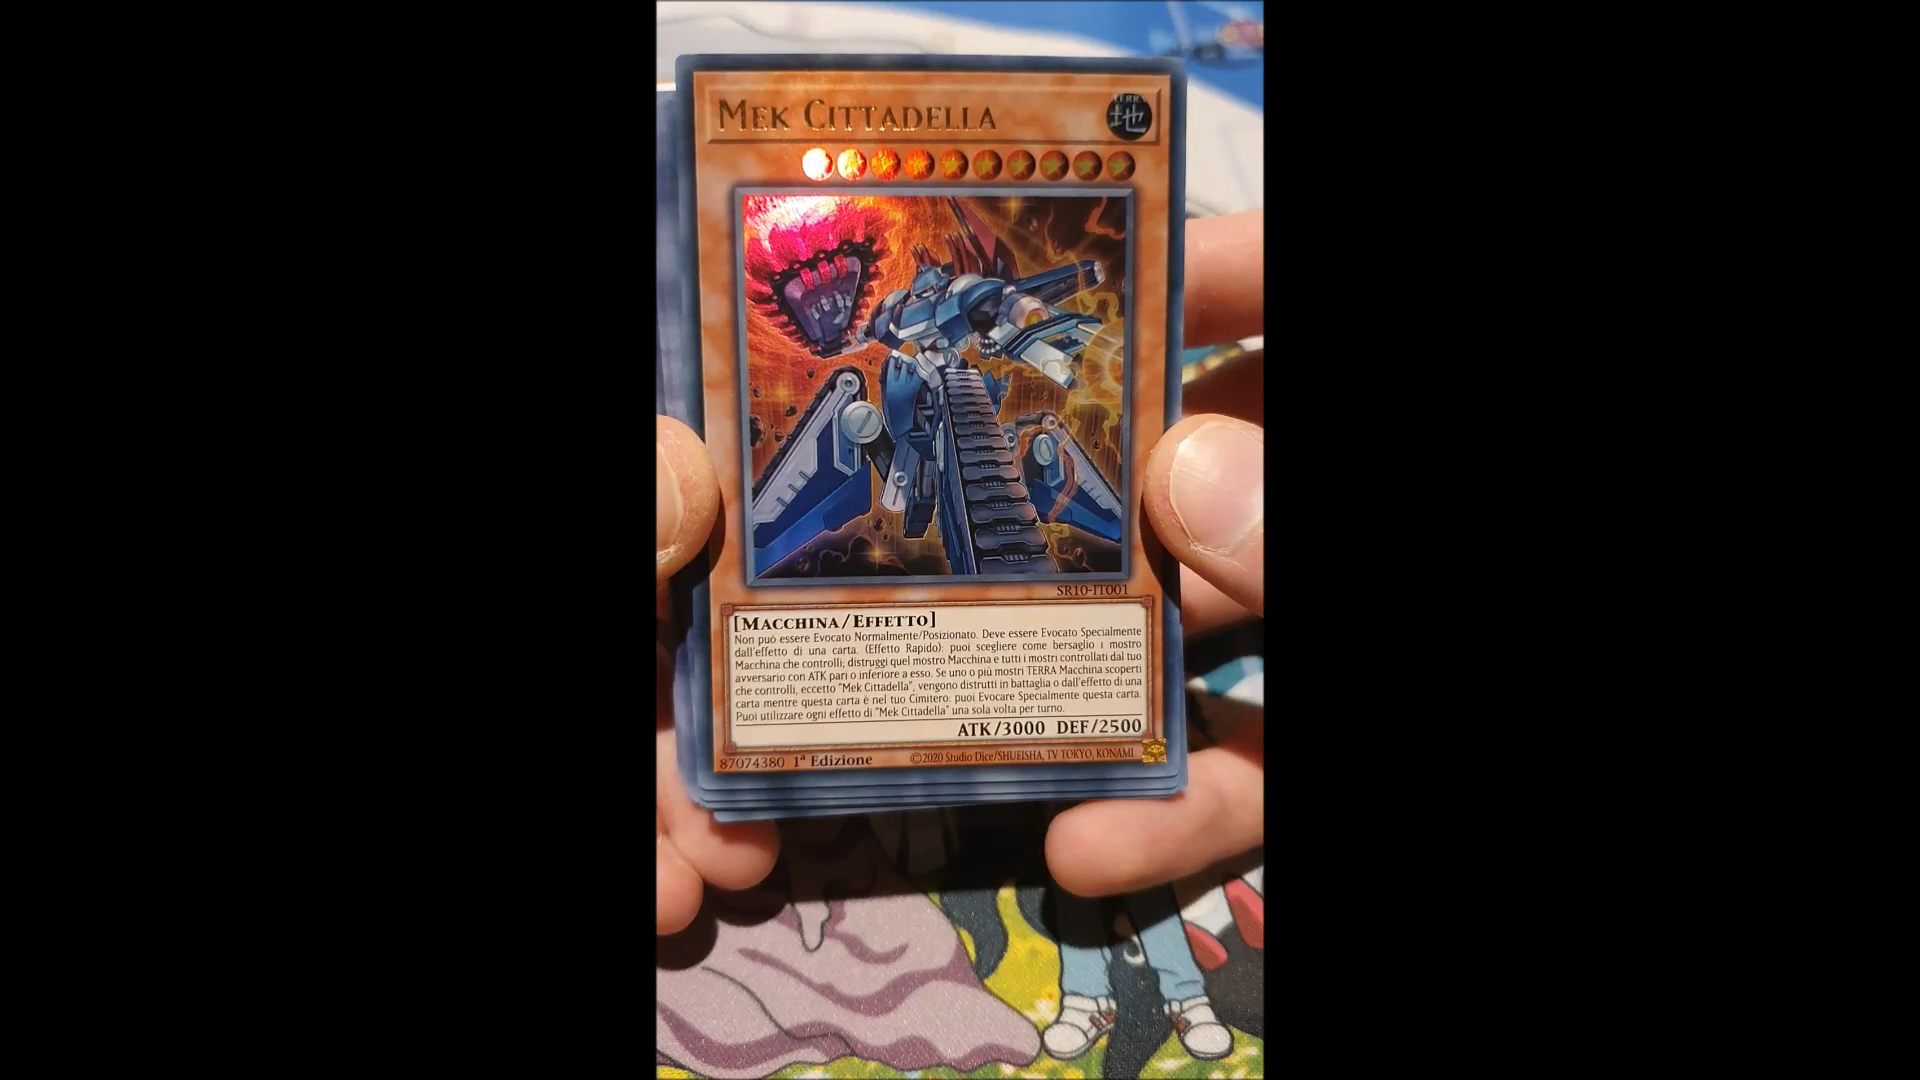 MEK CITTADELLA
TERRA
地
SR10-IT001
[MACCHINA/EFFETTO]
Non può essere Evocato Normalmente/Posizionato. Deve essere Evocato Specialmente
dall'effetto di una carta. (Effetto Rapido): puoi scegliere come bersaglio 1 mostro
Macchina che controlli; distruggi quel mostro Macchina e tutti i mostri controllati dal tuo
avversario con ATK pari o inferiore a esso. Se uno o più mostri TERRA Macchina scoperti
che controlli, eccetto "Mek Cittadella", vengono distrutti in battaglia o dall'effetto di una
carta mentre questa carta è nel tuo Cimitero: puoi Evocare Specialmente questa carta.
Puoi utilizzare ogni effetto di "Mek Cittadella" una sola volta per turno.
ATK/3000 DEF/2500
87074380 1ª Edizione ©2020 Studio Dice/SHUEISHA, TV TOKYO, KONAMI